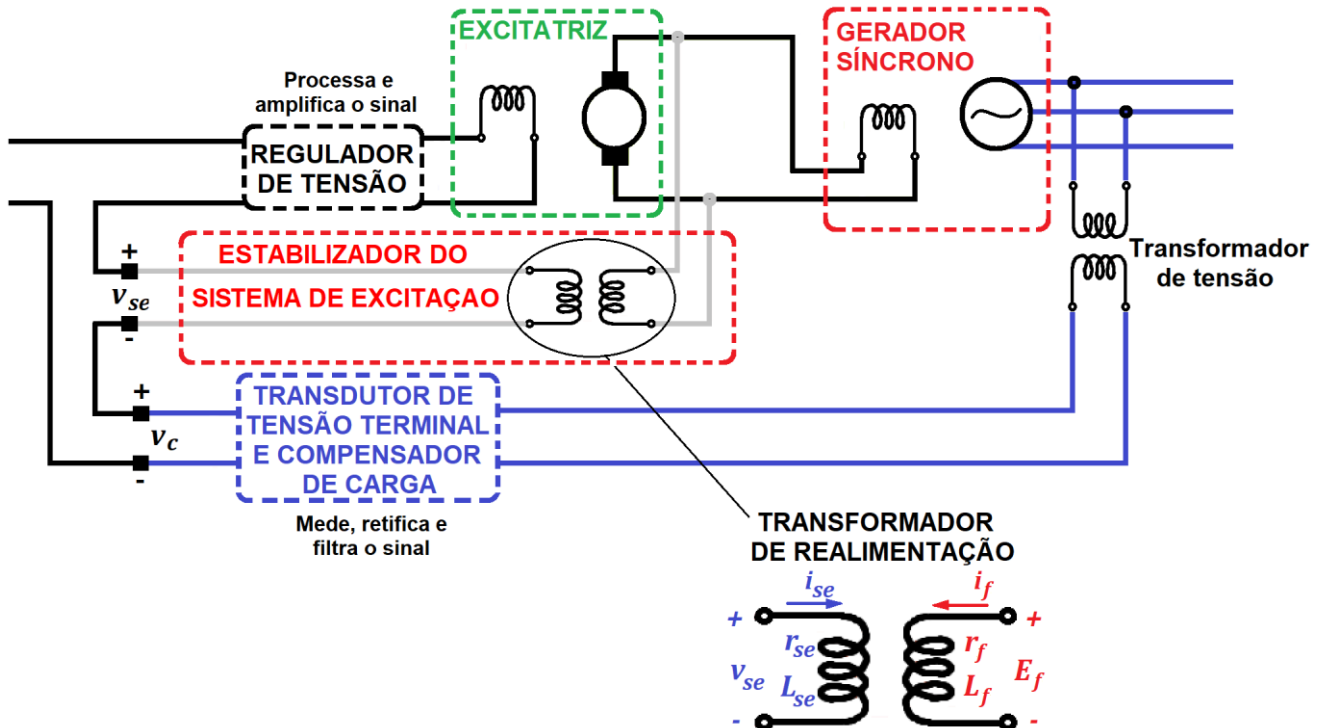 EXCITATRIZ
GERADOR
SÍNCRONO
Processa e
amplifica o sinal
REGULADOR
DE TENSÃO
+
v_se
-
ESTABILIZADOR DO
SISTEMA DE EXCITAÇAO
Transformador
de tensão
+
v_c
-
TRANSDUTOR DE
TENSÃO TERMINAL
E COMPENSADOR
DE CARGA
Mede, retifica e
filtra o sinal
TRANSFORMADOR
DE REALIMENTAÇÃO
i_se
i_f
+
r_se
r_f
+
v_se
L_se
L_f
E_f
-
-